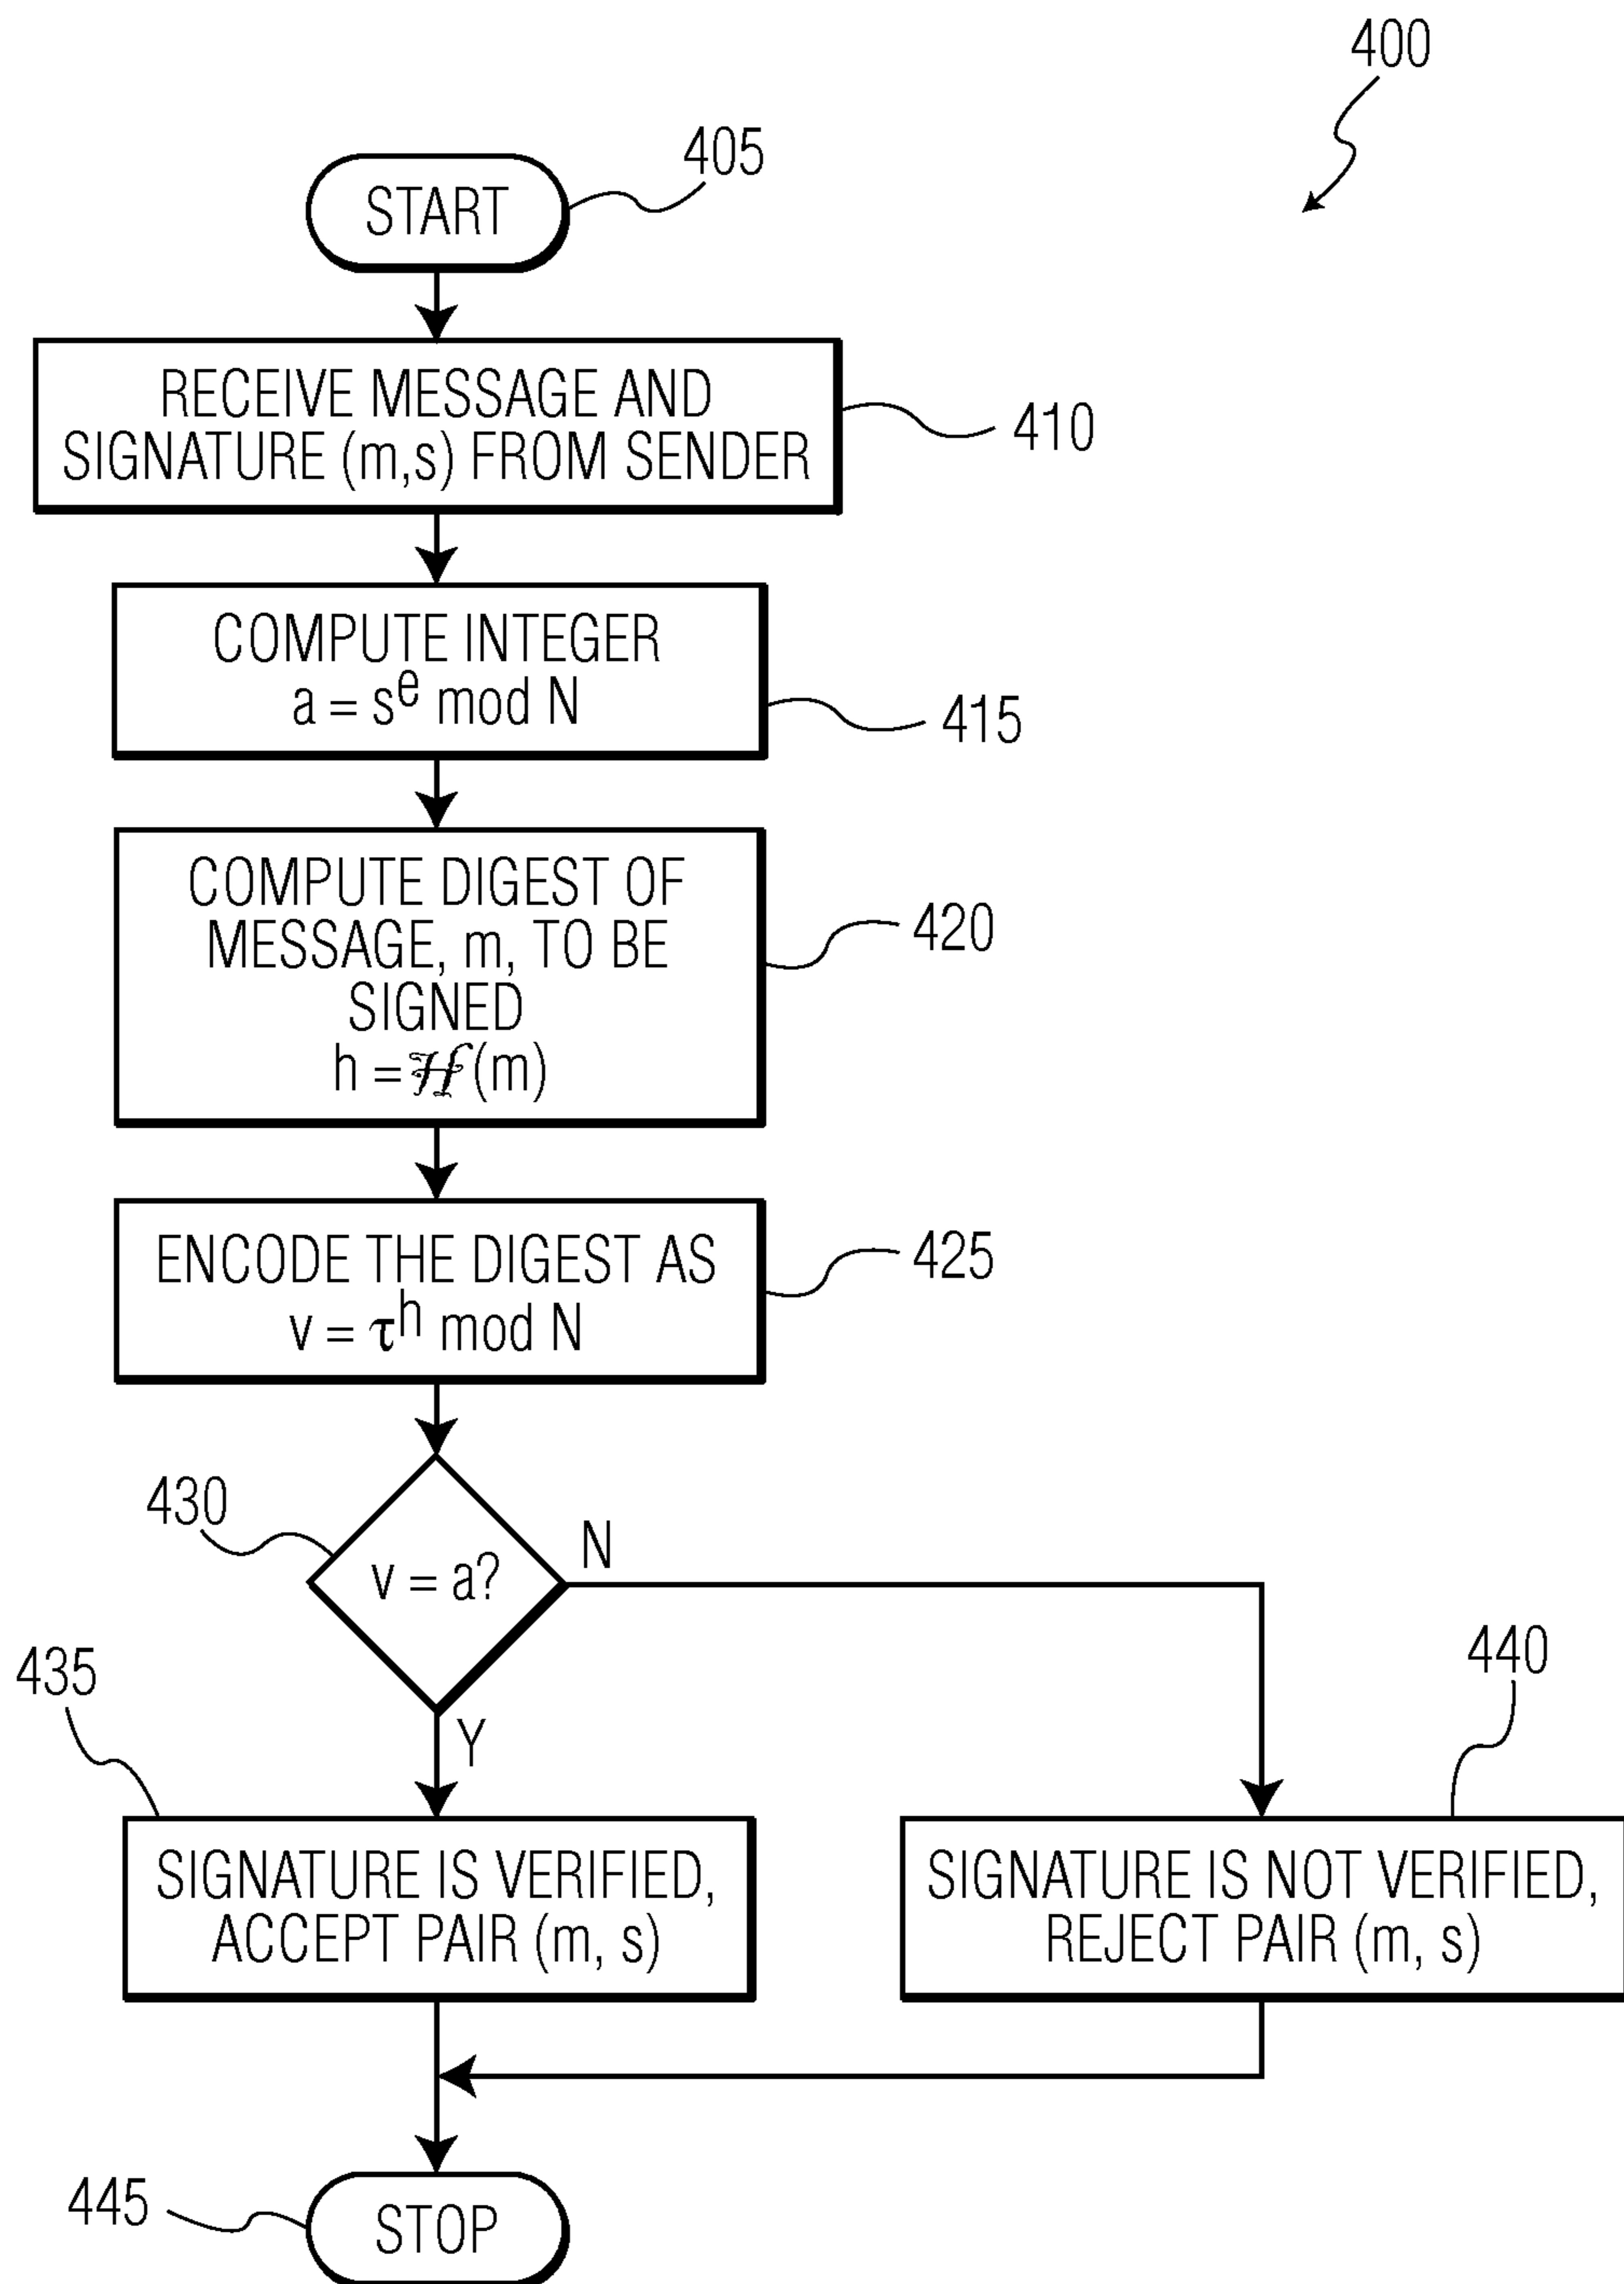 400
405
START
RECEIVE MESSAGE AND
SIGNATURE (m,s) FROM SENDER
410
COMPUTE INTEGER
a = s^e mod N
415
COMPUTE DIGEST OF
MESSAGE, m, TO BE
SIGNED
h = ℋ(m)
420
ENCODE THE DIGEST AS
v = τ^h mod N
425
430
v = a?
N
Y
435
440
SIGNATURE IS VERIFIED,
ACCEPT PAIR (m, s)
SIGNATURE IS NOT VERIFIED,
REJECT PAIR (m, s)
445
STOP